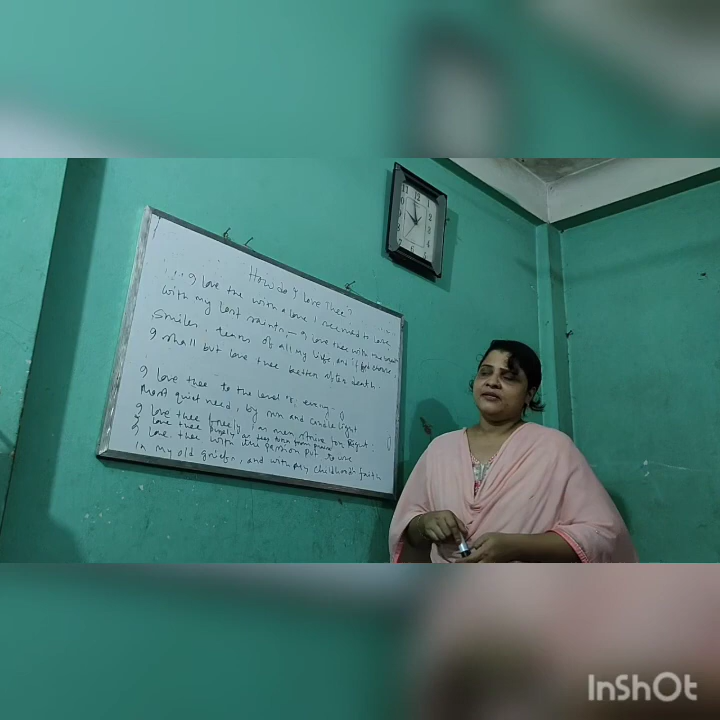 How do I love Thee?
... I love the with a love I seemed to lose
with my lost saints,— I love thee with the breath
smiles, tears of all my life, and if God choose
I shall but love thee better after death.
I love thee to the level of every
most quiet need, by sun and candle light
I love thee freely, as men strive for Right.
I love thee purely as they turn from praise
I love thee with the passion put to use
in my old griefs, and with my childhood's faith
InShOt